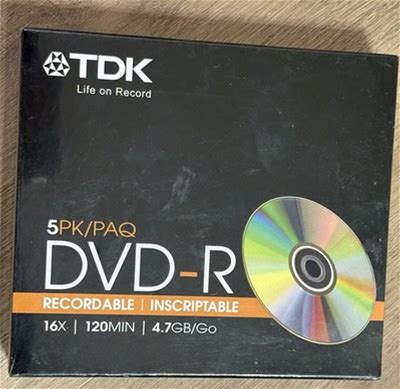 TDK
Life on Record
5PK/PAQ
DVD-R
RECORDABLE | INSCRIPTABLE
16X | 120MIN | 4.7GB/Go